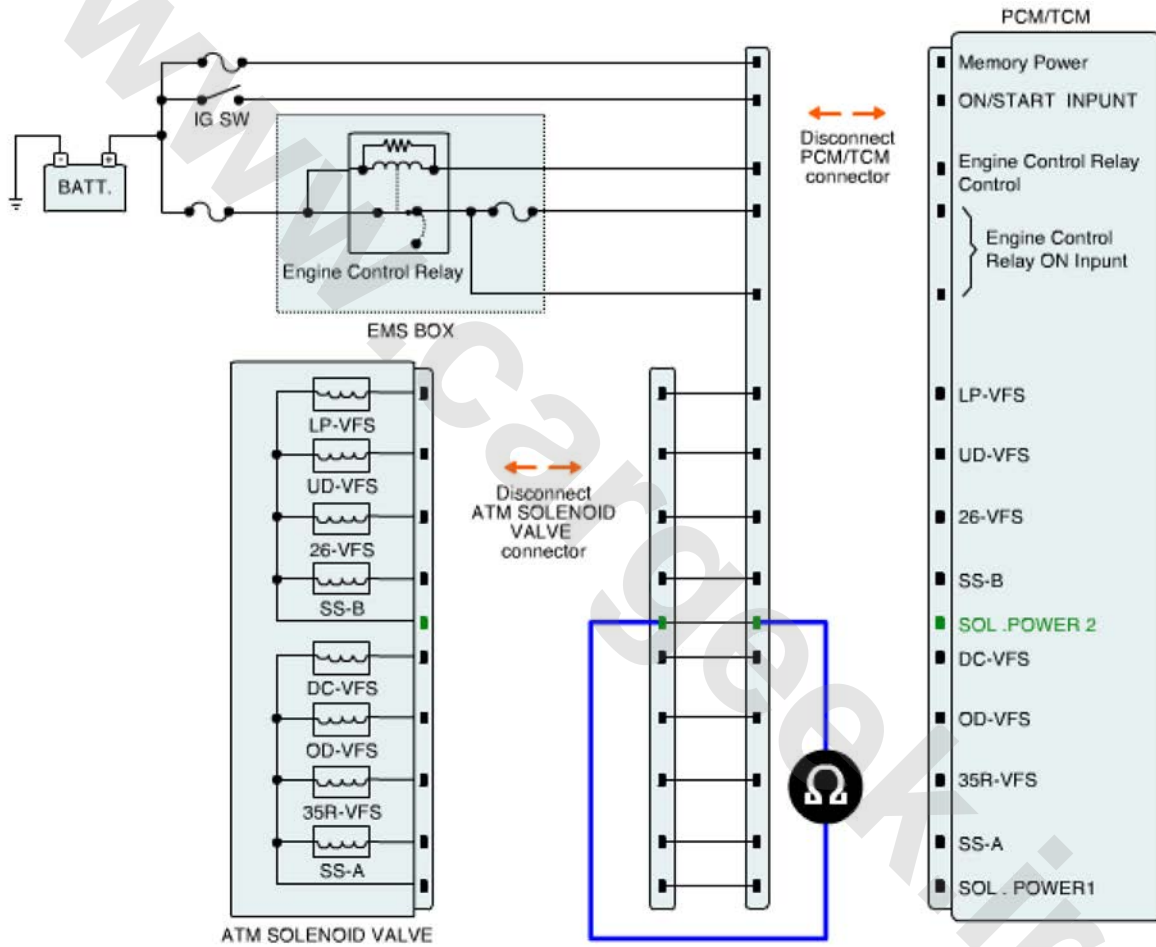 PCM/TCM
Memory Power
ON/START INPUNT
IG SW
Disconnect
PCM/TCM
connector
Engine Control Relay
Control
- +
BATT.
Engine Control
Relay ON Inpunt
Engine Control Relay
EMS BOX
LP-VFS
LP-VFS
UD-VFS
UD-VFS
Disconnect
ATM SOLENOID
VALVE
connector
26-VFS
26-VFS
SS-B
SS-B
SOL .POWER 2
DC-VFS
DC-VFS
OD-VFS
OD-VFS
Ω
35R-VFS
35R-VFS
SS-A
SS-A
SOL . POWER1
ATM SOLENOID VALVE
www.cargeek.ir